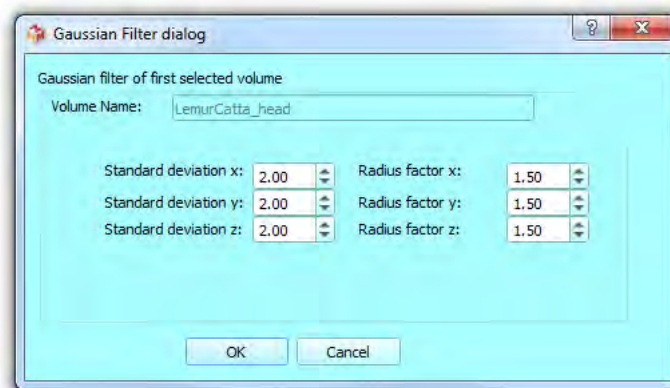 Gaussian Filter dialog
?
X
Gaussian filter of first selected volume
Volume Name: LemurCatta_head
Standard deviation x: 2.00 Radius factor x: 1.50
Standard deviation y: 2.00 Radius factor y: 1.50
Standard deviation z: 2.00 Radius factor z: 1.50
OK Cancel